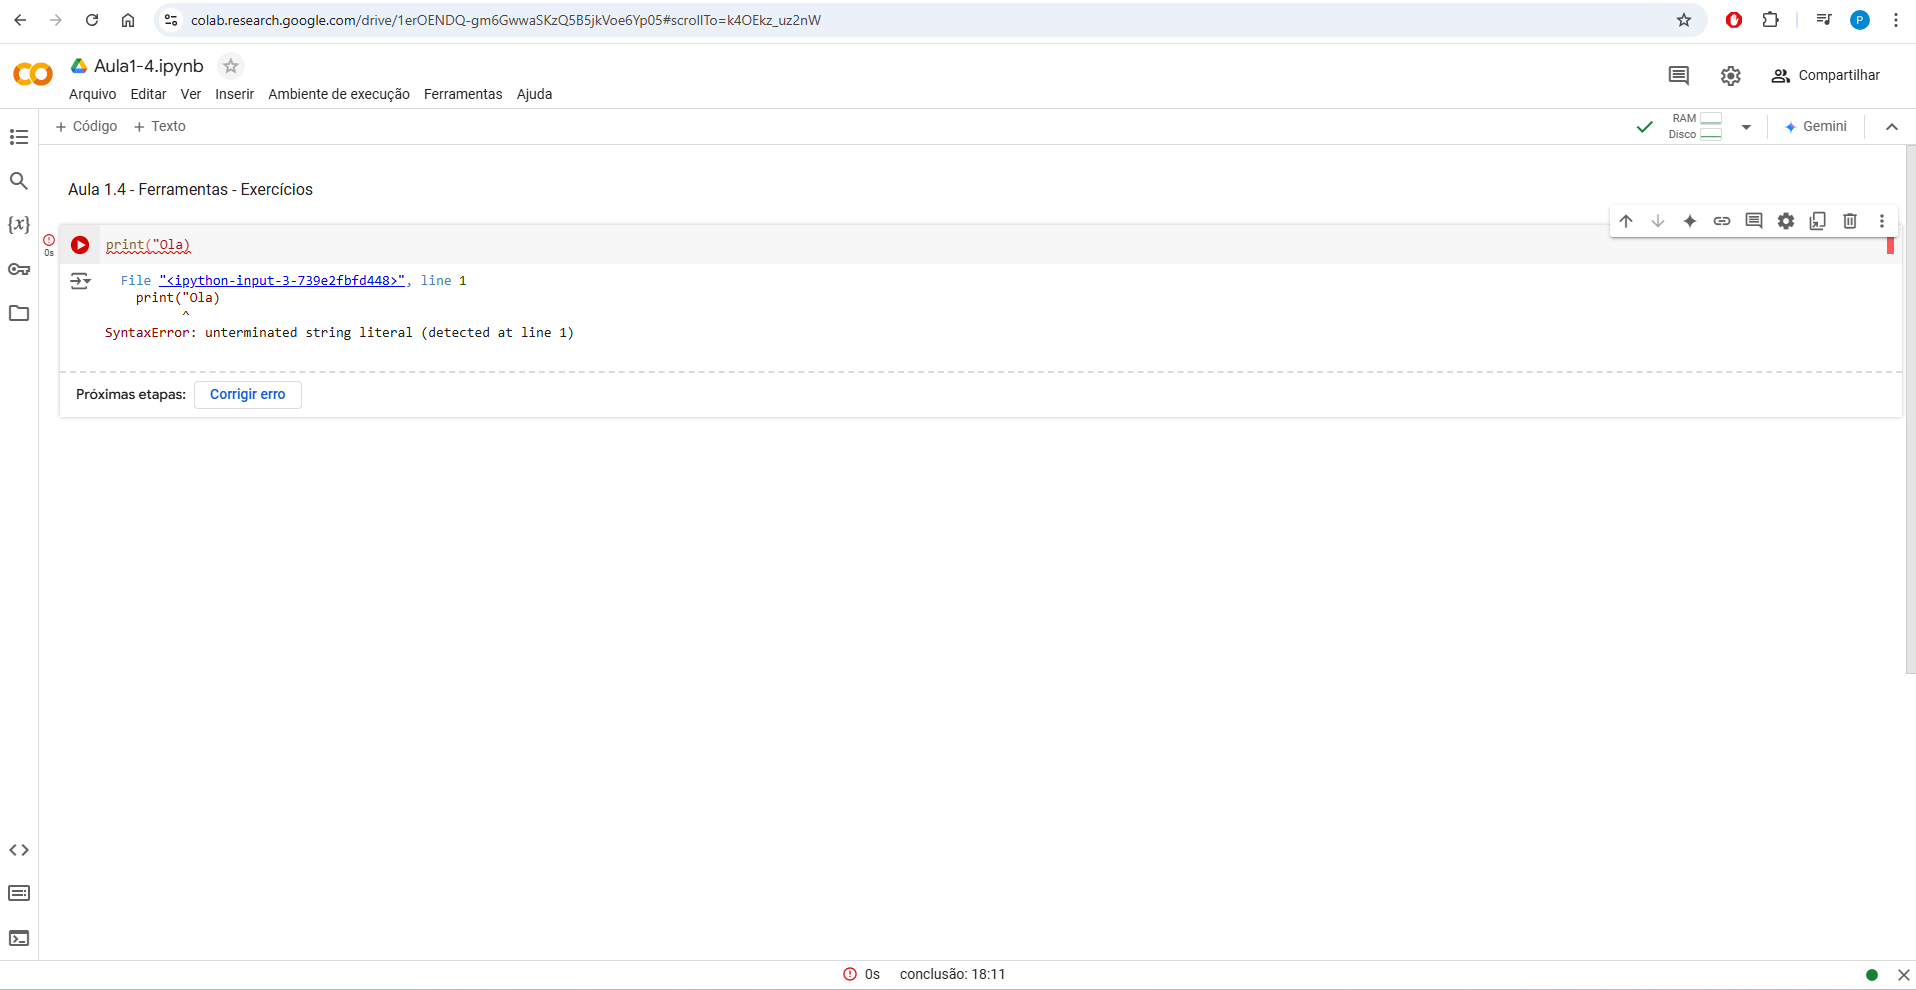 colab.research.google.com/drive/1erOENDQ-gm6GwwaSKzQ5B5jkVoe6Yp05#scrollTo=k4OEkz_uz2nW
P
CO
Aula1-4.ipynb
Compartilhar
Arquivo Editar Ver Inserir Ambiente de execução Ferramentas Ajuda
+ Código + Texto
RAM
Disco
Gemini
Aula 1.4 - Ferramentas - Exercícios
{x}
0s
print("Ola)
File "<ipython-input-3-739e2fbfd448>", line 1
print("Ola)
^
SyntaxError: unterminated string literal (detected at line 1)
Próximas etapas: Corrigir erro
0s conclusão: 18:11